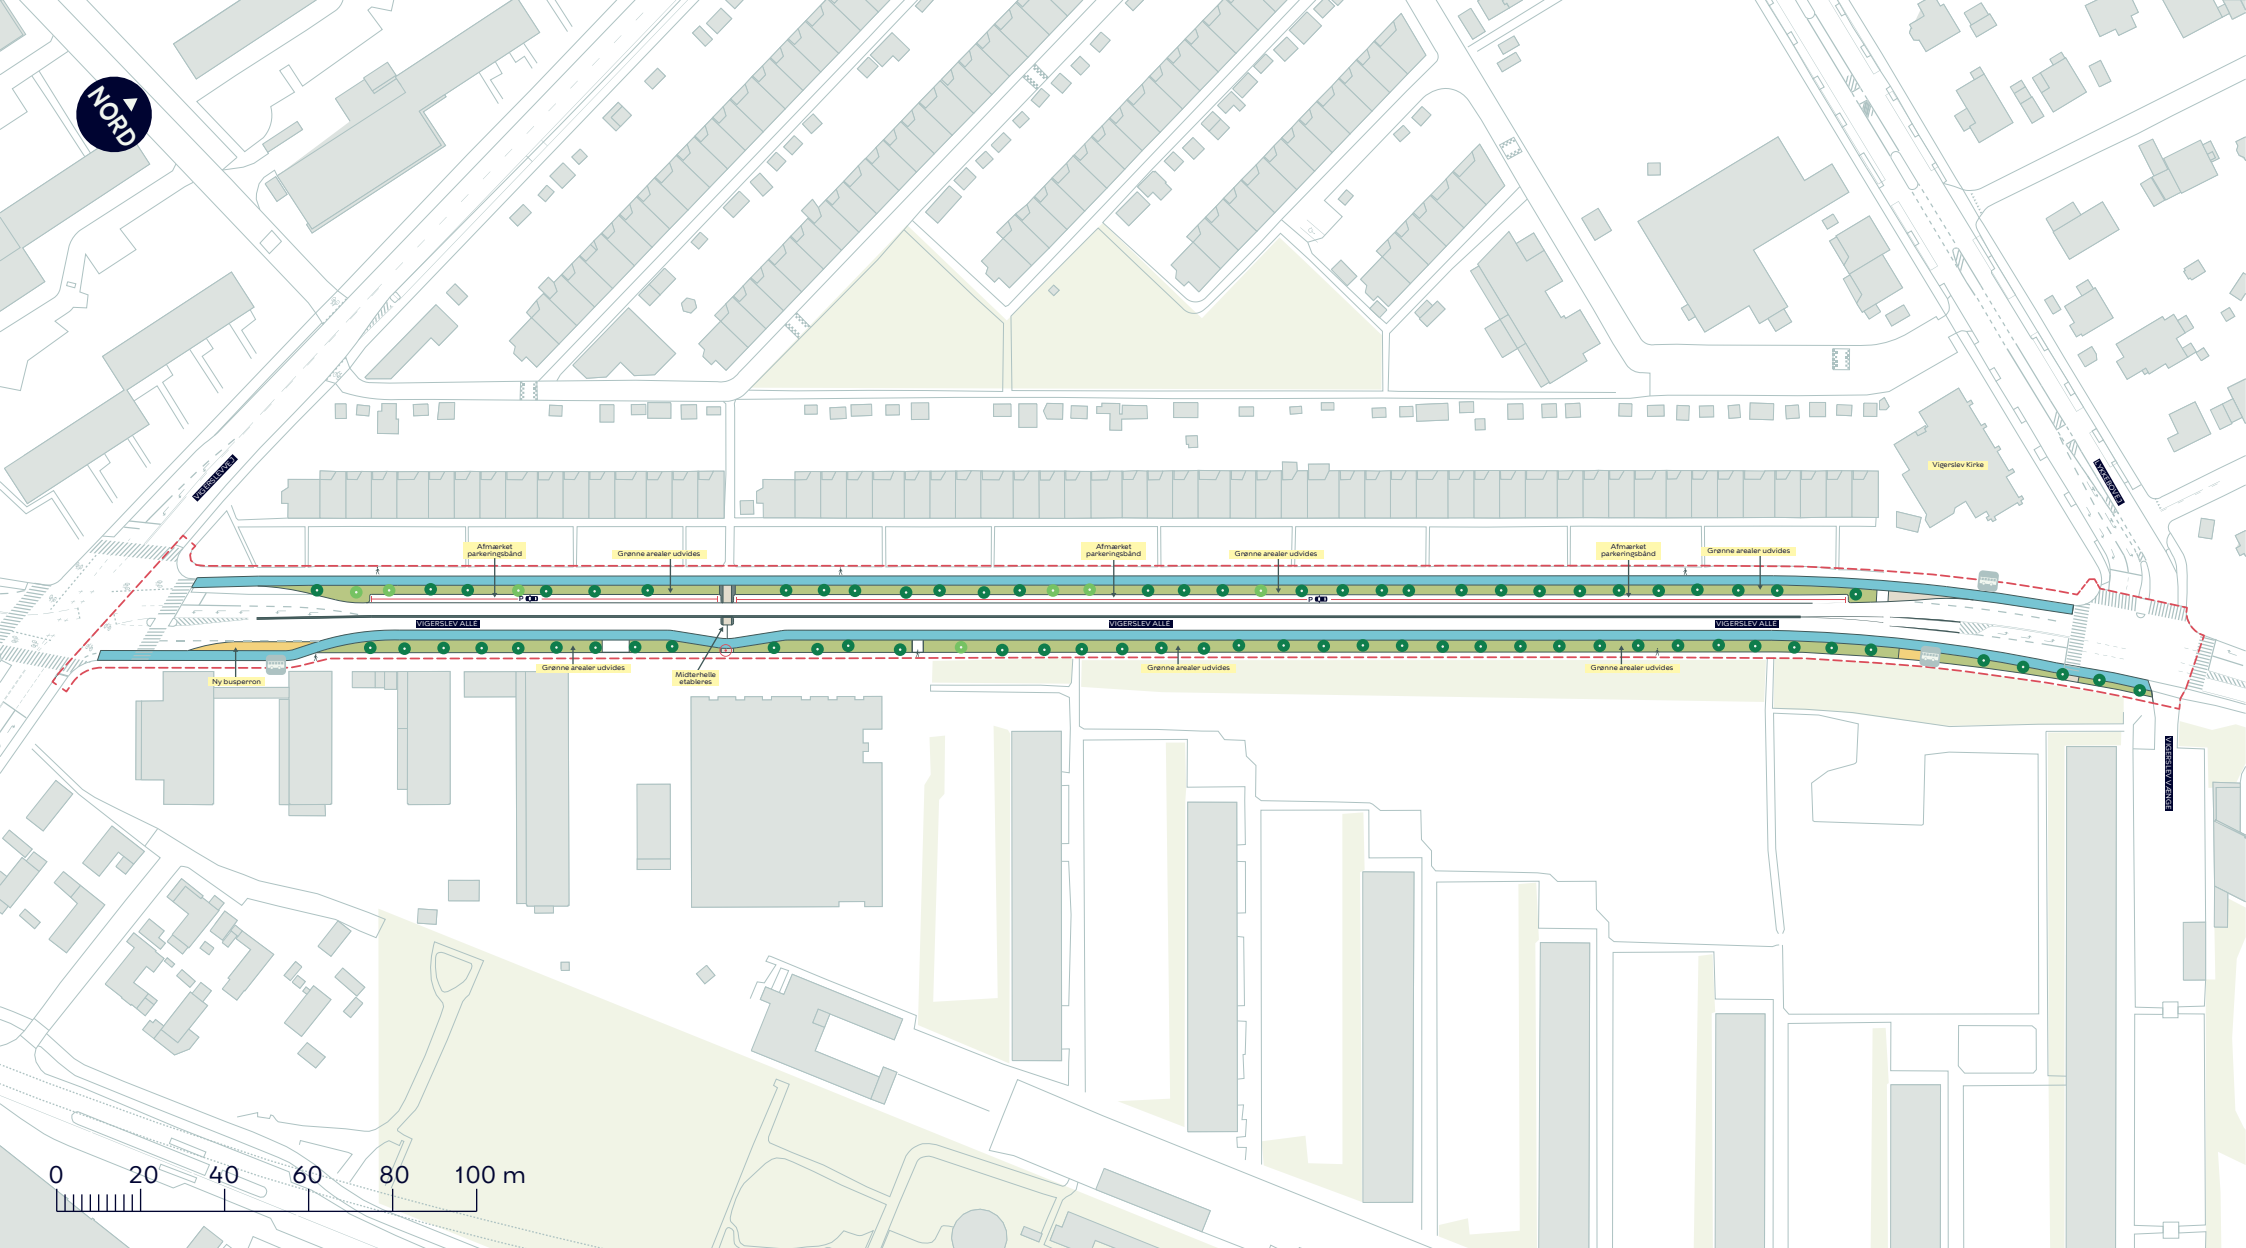 NORD
VIGERSLEVVEJ
Vigerslev Kirke
LYKKEBOVEJ
Afmærket
parkeringsbånd
Grønne arealer udvides
Afmærket
parkeringsbånd
Grønne arealer udvides
Afmærket
parkeringsbånd
Grønne arealer udvides
P
P
VIGERSLEV ALLE
VIGERSLEV ALLE
VIGERSLEV ALLE
Ny busperron
Grønne arealer udvides
Midterhelle
etableres
Grønne arealer udvides
Grønne arealer udvides
VIGERSLEV VÆNGE
0 20 40 60 80 100 m